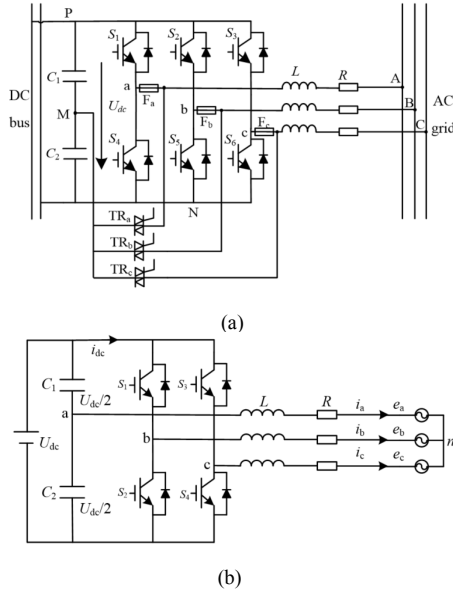 P
S1 S2 S3
C1 a Fa L R A
DC bus M Udc b Fb B AC grid
C2 c Fc C
S4 S5 S6
N
TRa
TRb
TRc
(a)
idc
C1 Udc/2 S1 S3
a L R ia ea
Udc b ib eb n
c ic ec
C2 Udc/2 S2 S4
(b)